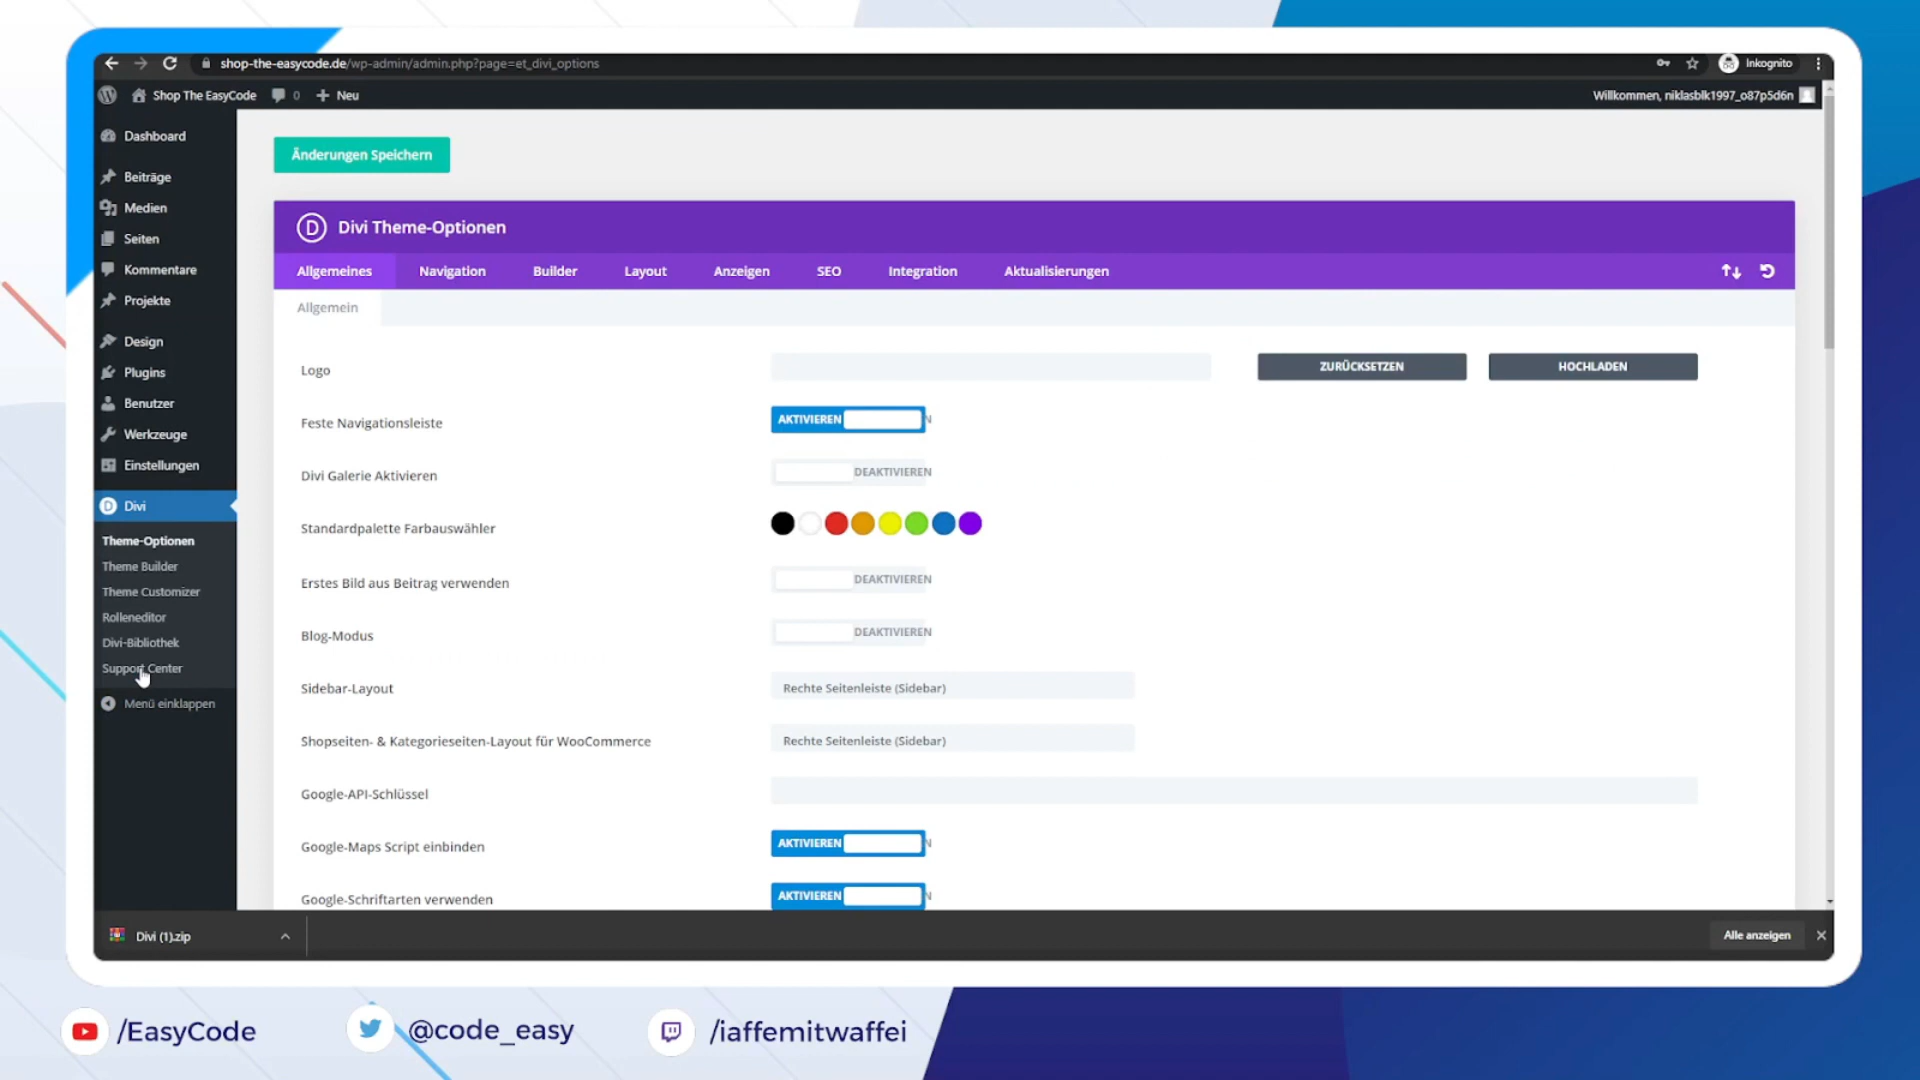 shop-the-easycode.de/wp-admin/admin.php?page=et_divi_options
Inkognito
Shop The EasyCode 0 Neu
Willkommen, niklasblk1997_o87p5d6n
Dashboard
Beiträge
Medien
Seiten
Kommentare
Projekte
Design
Plugins
Benutzer
Werkzeuge
Einstellungen
Divi
Theme-Optionen
Theme Builder
Theme Customizer
Rolleneditor
Divi-Bibliothek
Support Center
Menü einklappen
Änderungen Speichern
D Divi Theme-Optionen
Allgemeines Navigation Builder Layout Anzeigen SEO Integration Aktualisierungen
Allgemein
Logo ZURÜCKSETZEN HOCHLADEN
Feste Navigationsleiste AKTIVIEREN N
Divi Galerie Aktivieren DEAKTIVIEREN
Standardpalette Farbauswähler
Erstes Bild aus Beitrag verwenden DEAKTIVIEREN
Blog-Modus DEAKTIVIEREN
Sidebar-Layout Rechte Seitenleiste (Sidebar)
Shopseiten- & Kategorieseiten-Layout für WooCommerce Rechte Seitenleiste (Sidebar)
Google-API-Schlüssel
Google-Maps Script einbinden AKTIVIEREN N
Google-Schriftarten verwenden AKTIVIEREN N
Divi (1).zip
Alle anzeigen
/EasyCode @code_easy /iaffemitwaffei